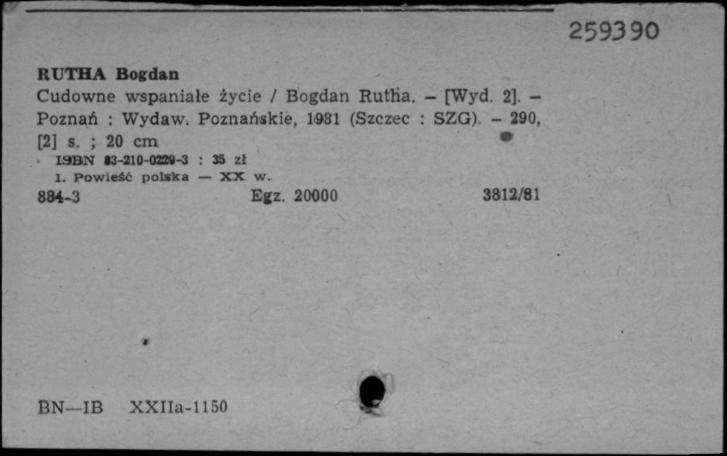 259390
RUTHA Bogdan
Cudowne wspaniałe życie / Bogdan Rutha. — [Wyd. 2]. —
Poznań : Wydaw. Poznańskie, 1981 (Szczec : SZG). — 290,
[2] s. ; 20 cm
ISBN 83-210-0229-3 : 35 zł
1. Powieść polska — XX w.
884-3 Egz. 20000 3812/81
BN—IB XXIIa-1150